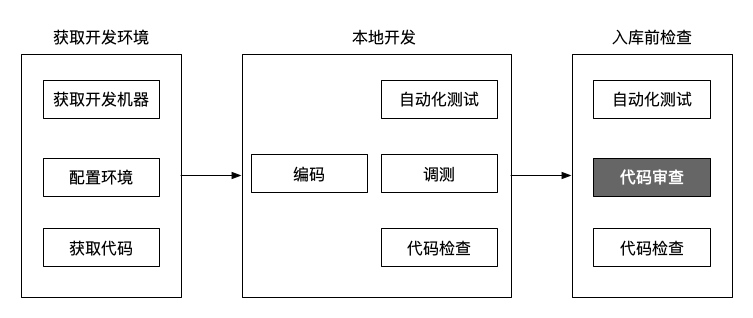 获取开发环境
获取开发机器
配置环境
获取代码
本地开发
自动化测试
编码
调测
代码检查
入库前检查
自动化测试
代码审查
代码检查